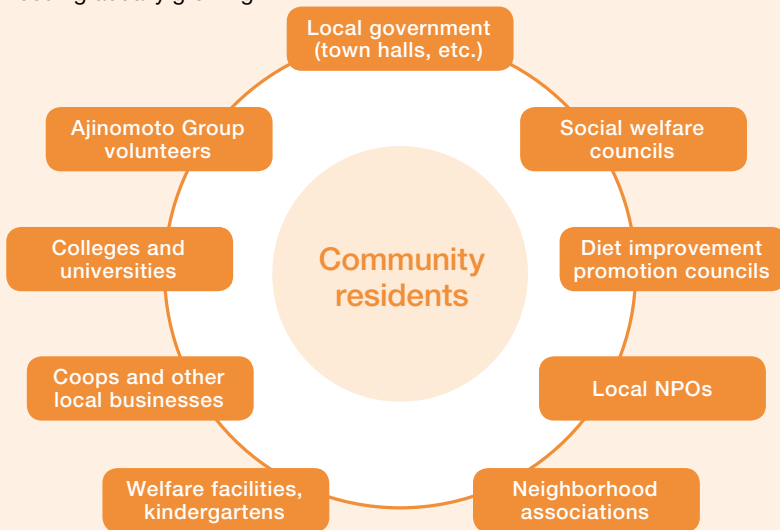 Local government
(town halls, etc.)
Ajinomoto Group
volunteers
Social welfare
councils
Colleges and
universities
Community
residents
Diet improvement
promotion councils
Coops and other
local businesses
Local NPOs
Welfare facilities,
kindergartens
Neighborhood
associations